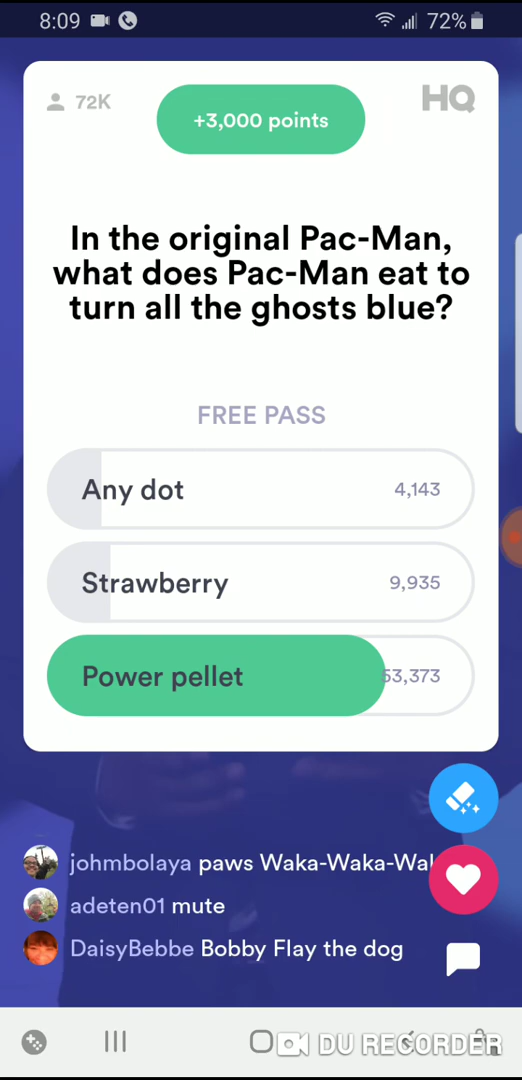 8:09 72%
72K
+3,000 points
HQ
In the original Pac-Man,
what does Pac-Man eat to
turn all the ghosts blue?
FREE PASS
Any dot 4,143
Strawberry 9,935
Power pellet 53,373
johmbolaya paws Waka-Waka-Wak
adeten01 mute
DaisyBebbe Bobby Flay the dog
DU RECORDER